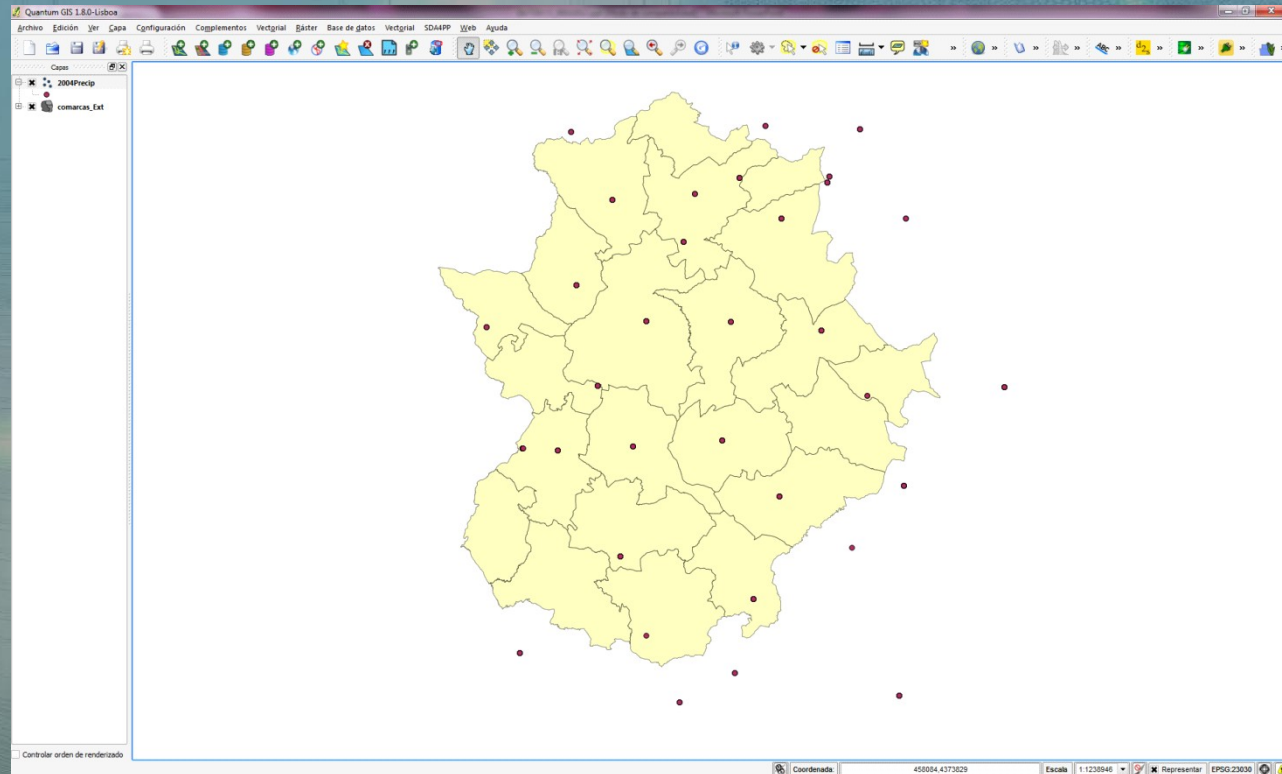 Quantum GIS 1.8.0-Lisboa
Archivo Edición Ver Capa Configuración Complementos Vectorial Ráster Base de datos Vectorial SDA4PP Web Ayuda
Capas
2004Precip
comarcas_Ext
Controlar orden de renderizado
Coordenada: 458084,4373829 Escala 1:1238946 Representar EPSG:23030